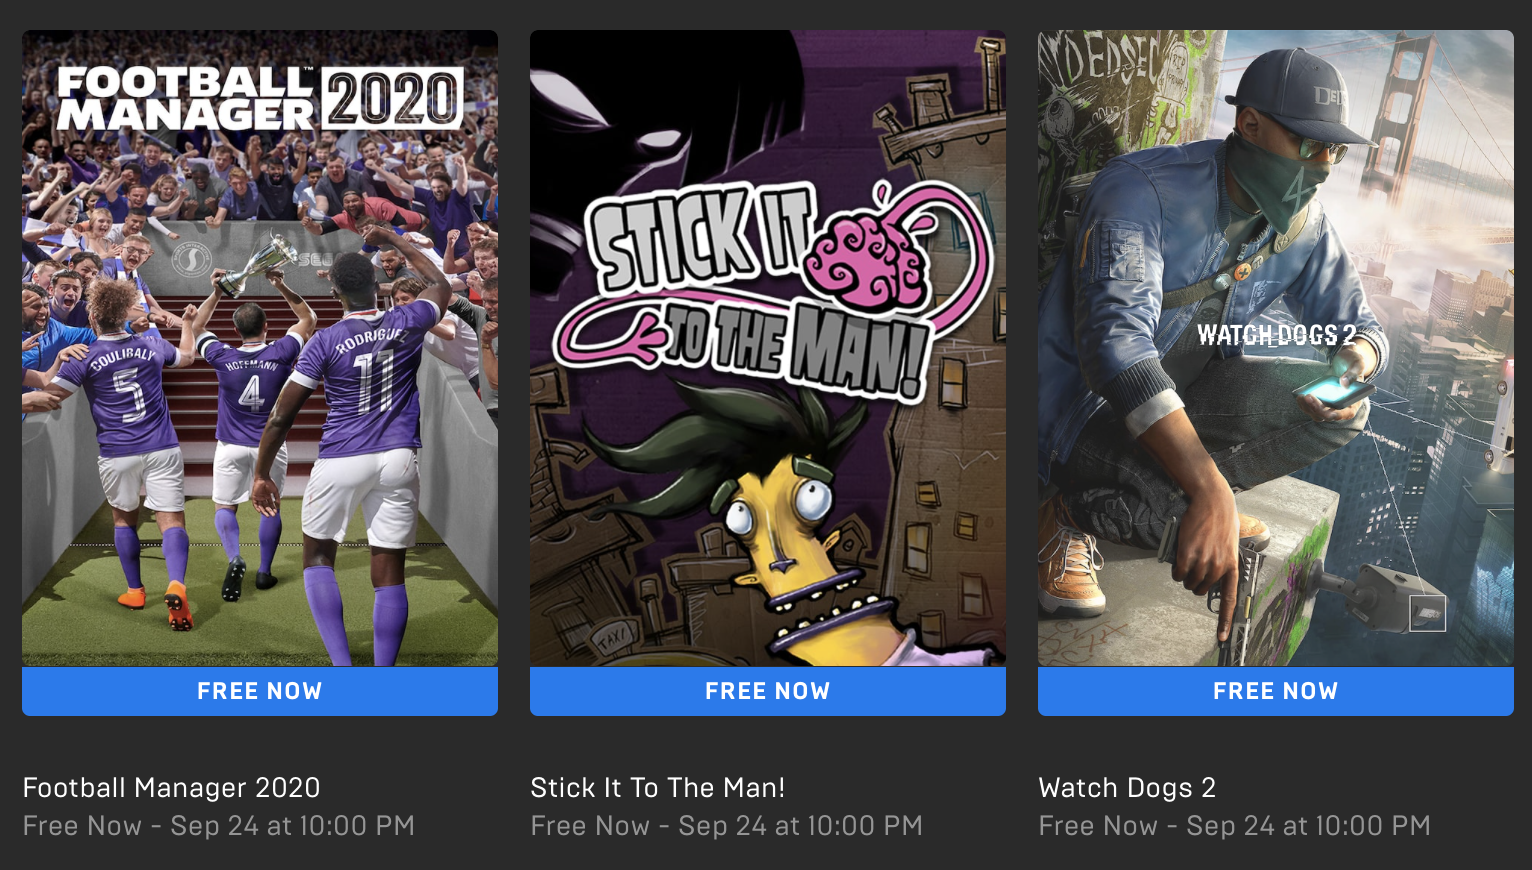 FOOTBALL™
MANAGER 2020
SEGA
COULIBALY
5
HOFFMANN
4
RODRIGUEZ
11
FREE NOW
Football Manager 2020
Free Now - Sep 24 at 10:00 PM
STICK IT
TO THE MAN!
TAXI
FREE NOW
Stick It To The Man!
Free Now - Sep 24 at 10:00 PM
DEDSEC
WATCH DOGS 2
FREE NOW
Watch Dogs 2
Free Now - Sep 24 at 10:00 PM